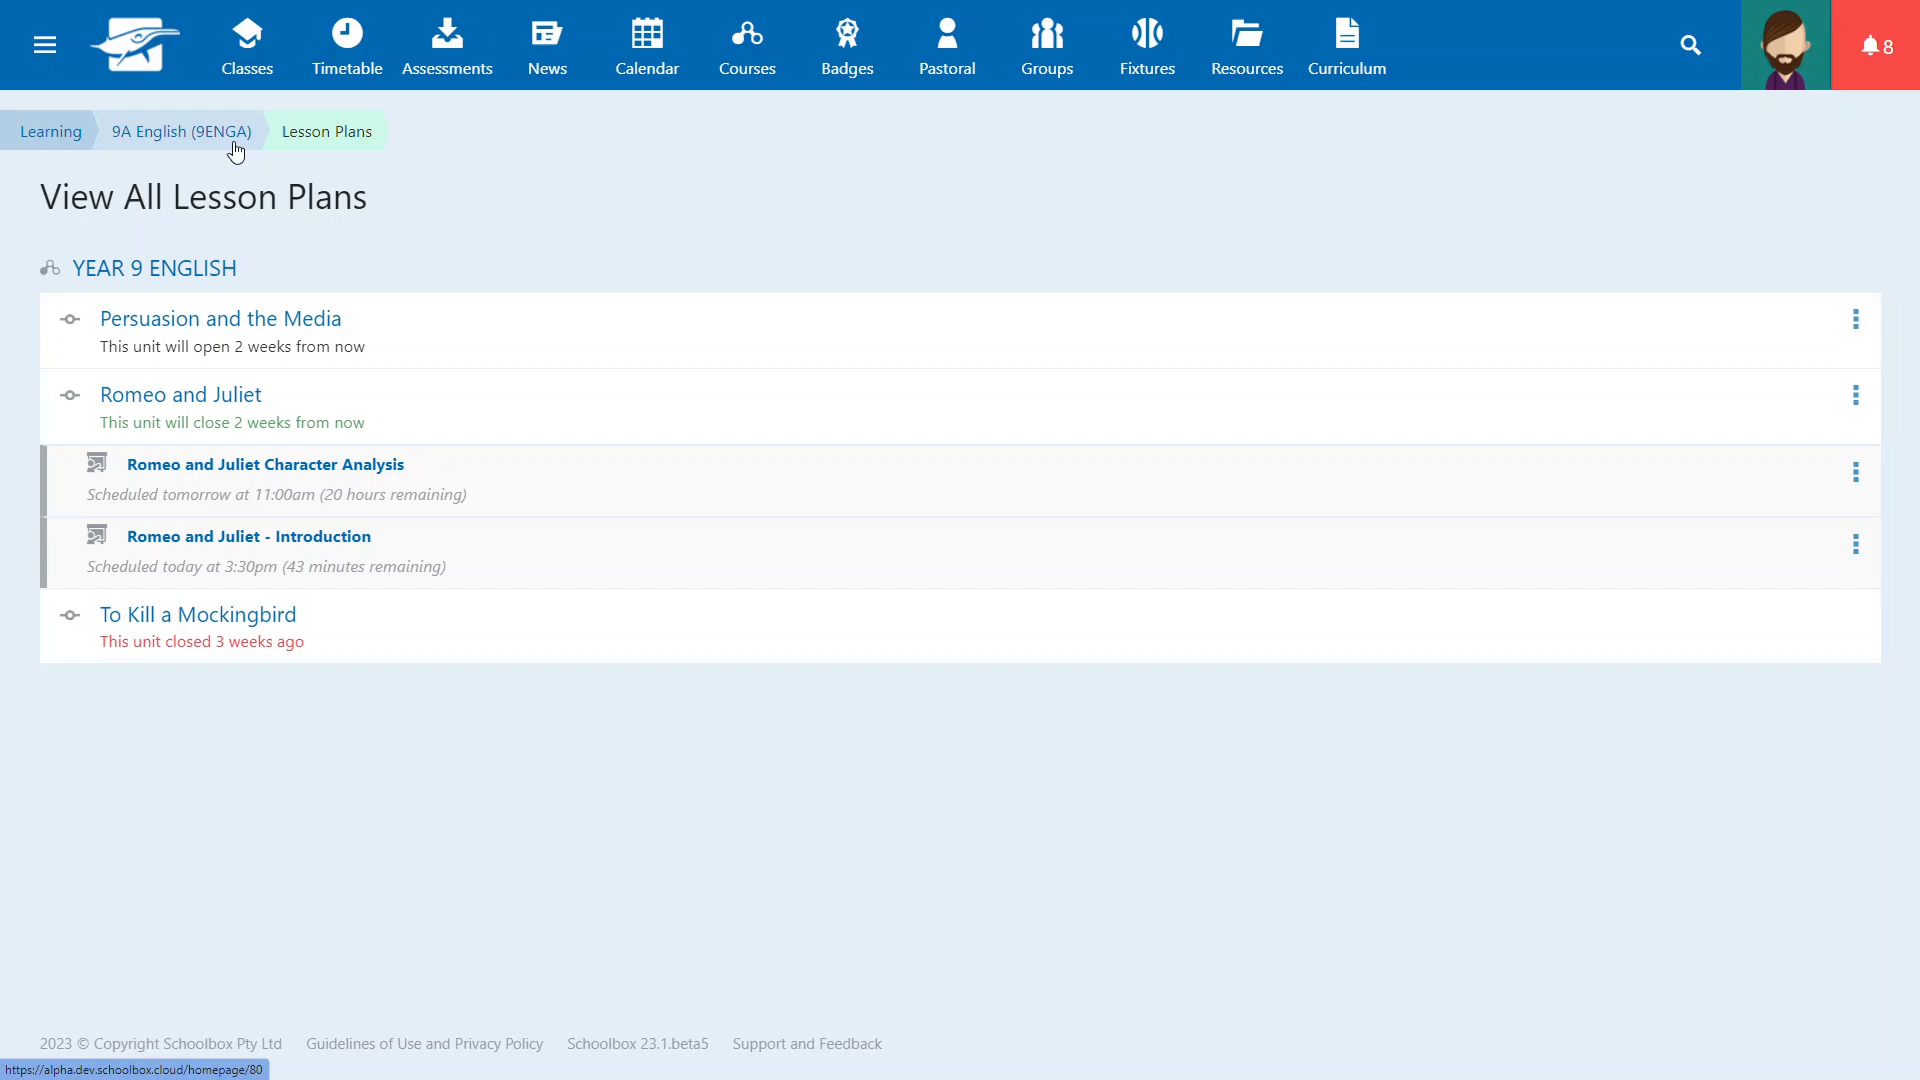 Classes
Timetable
Assessments
News
Calendar
Courses
Badges
Pastoral
Groups
Fixtures
Resources
Curriculum
8
Learning
9A English (9ENGA)
Lesson Plans
View All Lesson Plans
YEAR 9 ENGLISH
Persuasion and the Media
This unit will open 2 weeks from now
Romeo and Juliet
This unit will close 2 weeks from now
Romeo and Juliet Character Analysis
Scheduled tomorrow at 11:00am (20 hours remaining)
Romeo and Juliet - Introduction
Scheduled today at 3:30pm (43 minutes remaining)
To Kill a Mockingbird
This unit closed 3 weeks ago
2023 © Copyright Schoolbox Pty Ltd
Guidelines of Use and Privacy Policy
Schoolbox 23.1.beta5
Support and Feedback
https://alpha.dev.schoolbox.cloud/homepage/80